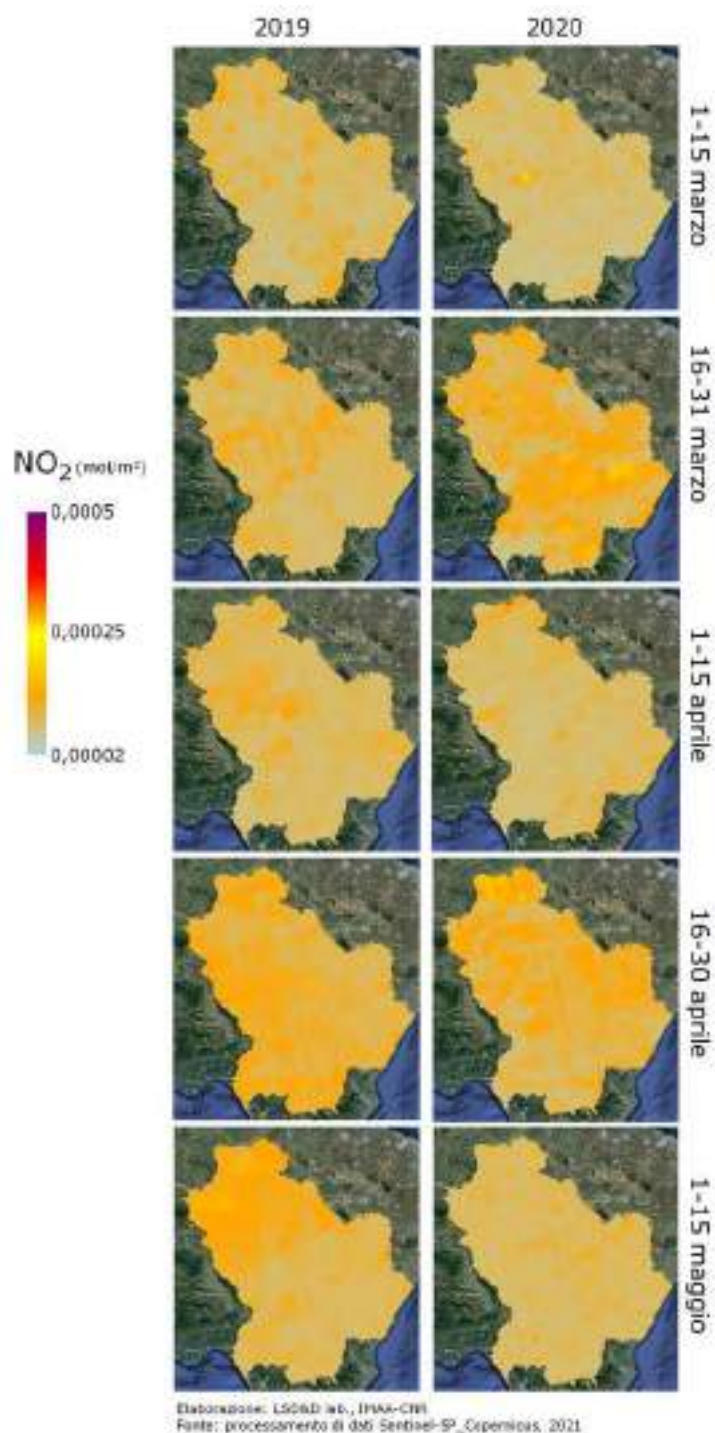 2019
2020
1-15 marzo
16-31 marzo
NO₂ (mol/m²)
0,0005
0,00025
0,00002
1-15 aprile
16-30 aprile
1-15 maggio
Elaborazione: LSD&D lab., IMAA-CNR
Fonte: processamento di dati Sentinel-5P_Copernicus, 2021